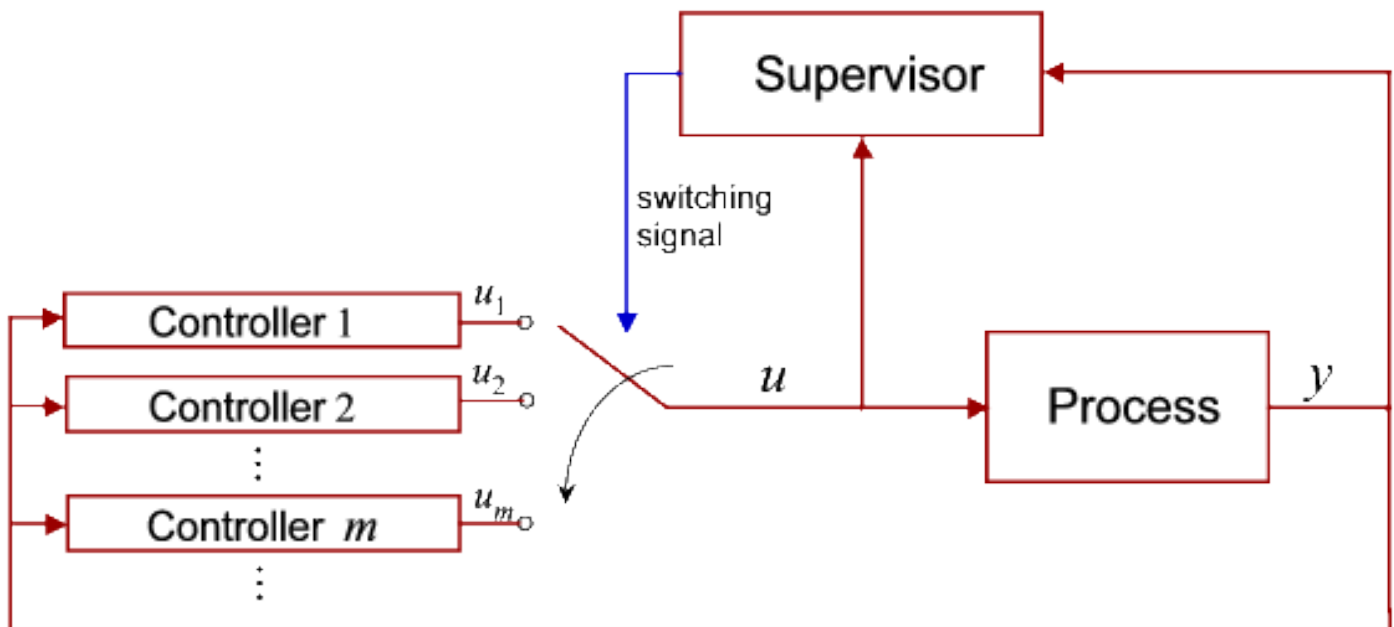 Supervisor
switching
signal
Controller 1
u1
Controller 2
u2
⋮
Controller m
um
⋮
u
Process
y